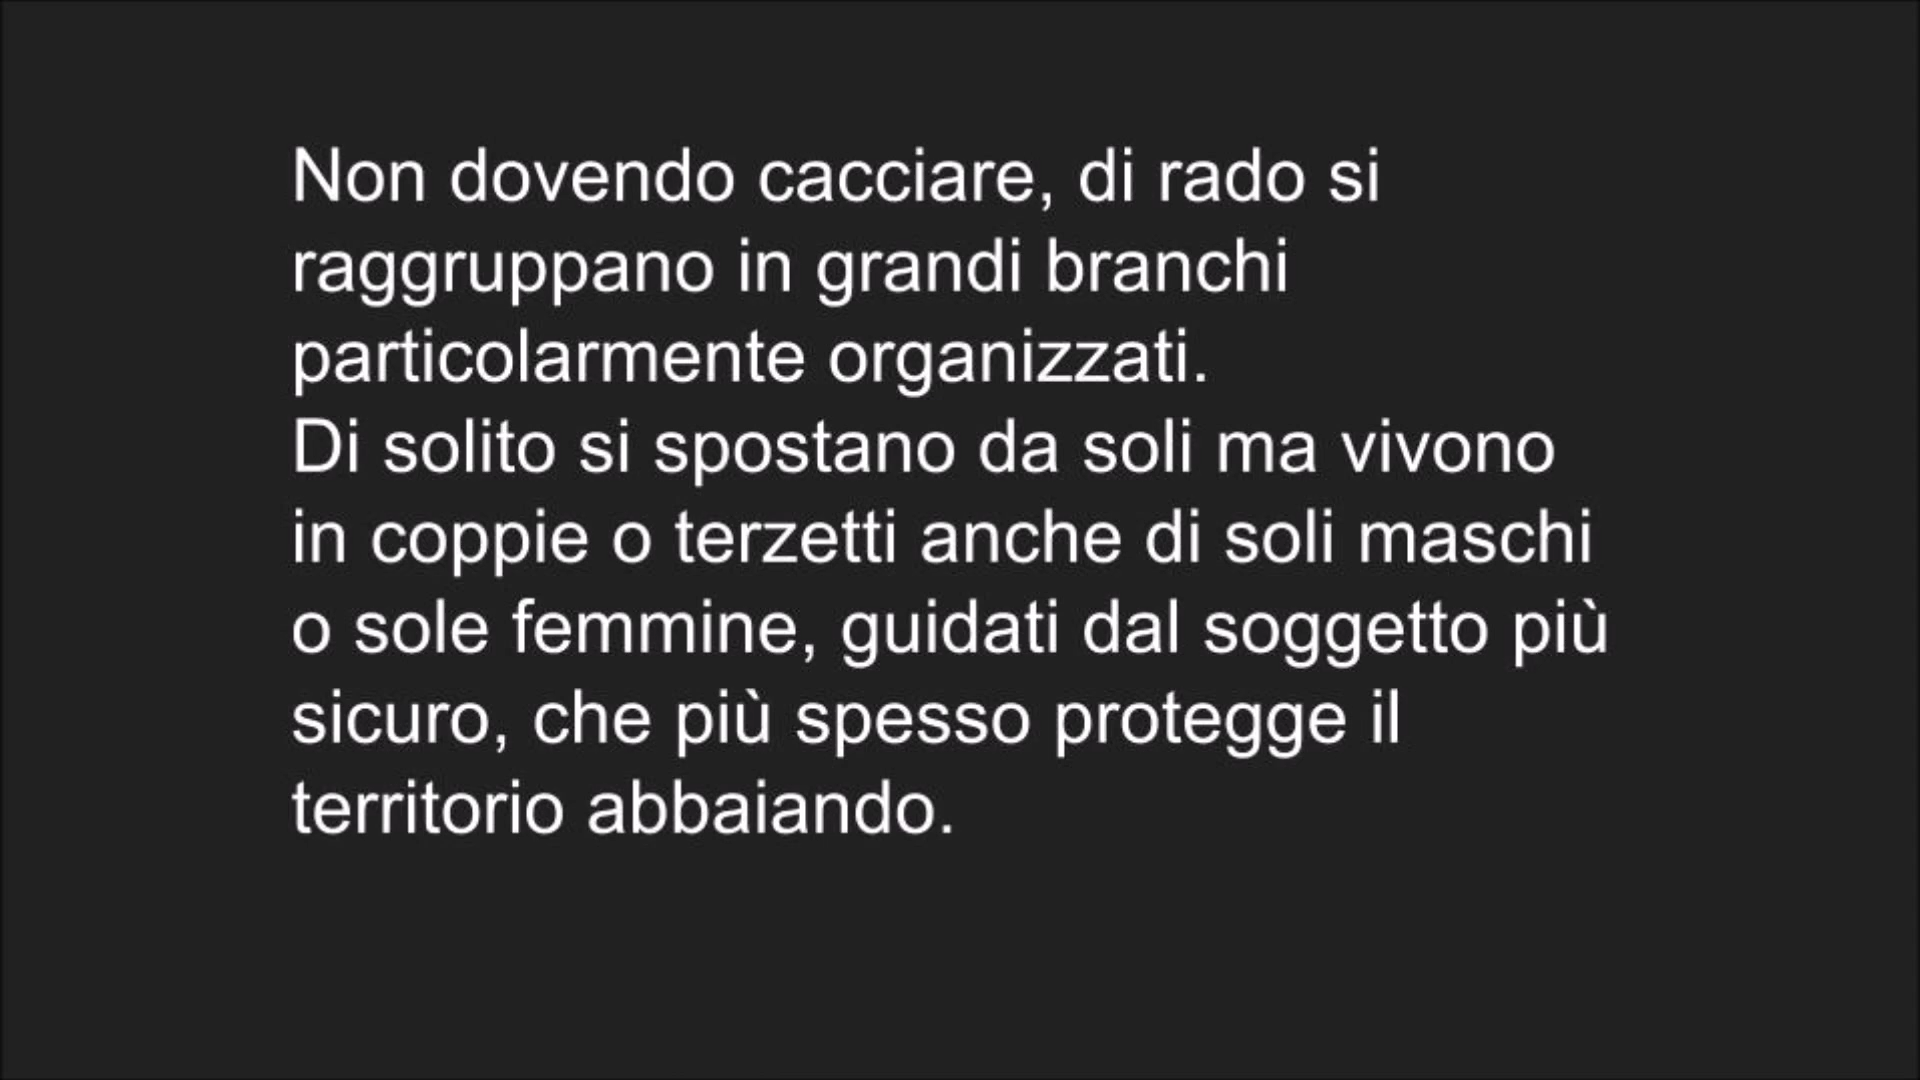 Non dovendo cacciare, di rado si
raggruppano in grandi branchi
particolarmente organizzati.
Di solito si spostano da soli ma vivono
in coppie o terzetti anche di soli maschi
o sole femmine, guidati dal soggetto più
sicuro, che più spesso protegge il
territorio abbaiando.